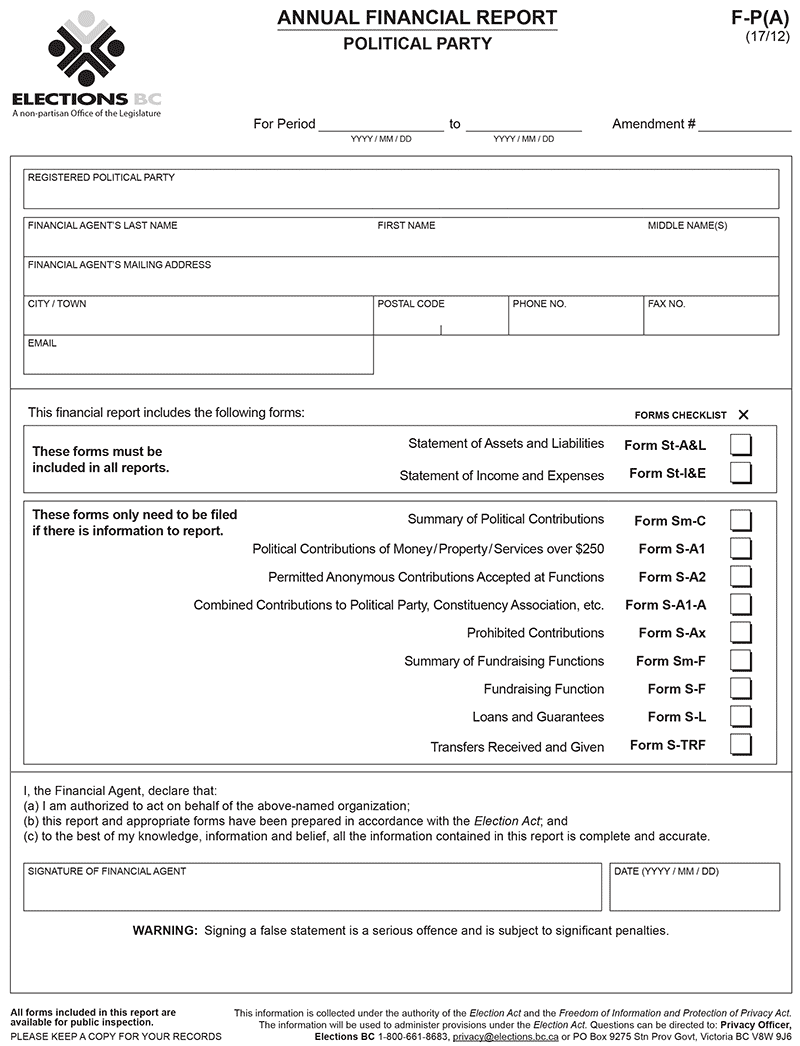 ANNUAL FINANCIAL REPORT
POLITICAL PARTY
F-P(A)
(17/12)
ELECTIONS BC
A non-partisan Office of the Legislature
For Period to Amendment #
YYYY / MM / DD YYYY / MM / DD
REGISTERED POLITICAL PARTY
FINANCIAL AGENT'S LAST NAME FIRST NAME MIDDLE NAME(S)
FINANCIAL AGENT'S MAILING ADDRESS
CITY / TOWN POSTAL CODE PHONE NO. FAX NO.
EMAIL
This financial report includes the following forms: FORMS CHECKLIST X
These forms must be
included in all reports.
Statement of Assets and Liabilities Form St-A&L
Statement of Income and Expenses Form St-I&E
These forms only need to be filed
if there is information to report.
Summary of Political Contributions Form Sm-C
Political Contributions of Money/Property/Services over $250 Form S-A1
Permitted Anonymous Contributions Accepted at Functions Form S-A2
Combined Contributions to Political Party, Constituency Association, etc. Form S-A1-A
Prohibited Contributions Form S-Ax
Summary of Fundraising Functions Form Sm-F
Fundraising Function Form S-F
Loans and Guarantees Form S-L
Transfers Received and Given Form S-TRF
I, the Financial Agent, declare that:
(a) I am authorized to act on behalf of the above-named organization;
(b) this report and appropriate forms have been prepared in accordance with the Election Act; and
(c) to the best of my knowledge, information and belief, all the information contained in this report is complete and accurate.
SIGNATURE OF FINANCIAL AGENT DATE (YYYY / MM / DD)
WARNING: Signing a false statement is a serious offence and is subject to significant penalties.
All forms included in this report are
available for public inspection.
PLEASE KEEP A COPY FOR YOUR RECORDS
This information is collected under the authority of the Election Act and the Freedom of Information and Protection of Privacy Act.
The information will be used to administer provisions under the Election Act. Questions can be directed to: Privacy Officer,
Elections BC 1-800-661-8683, privacy@elections.bc.ca or PO Box 9275 Stn Prov Govt, Victoria BC V8W 9J6